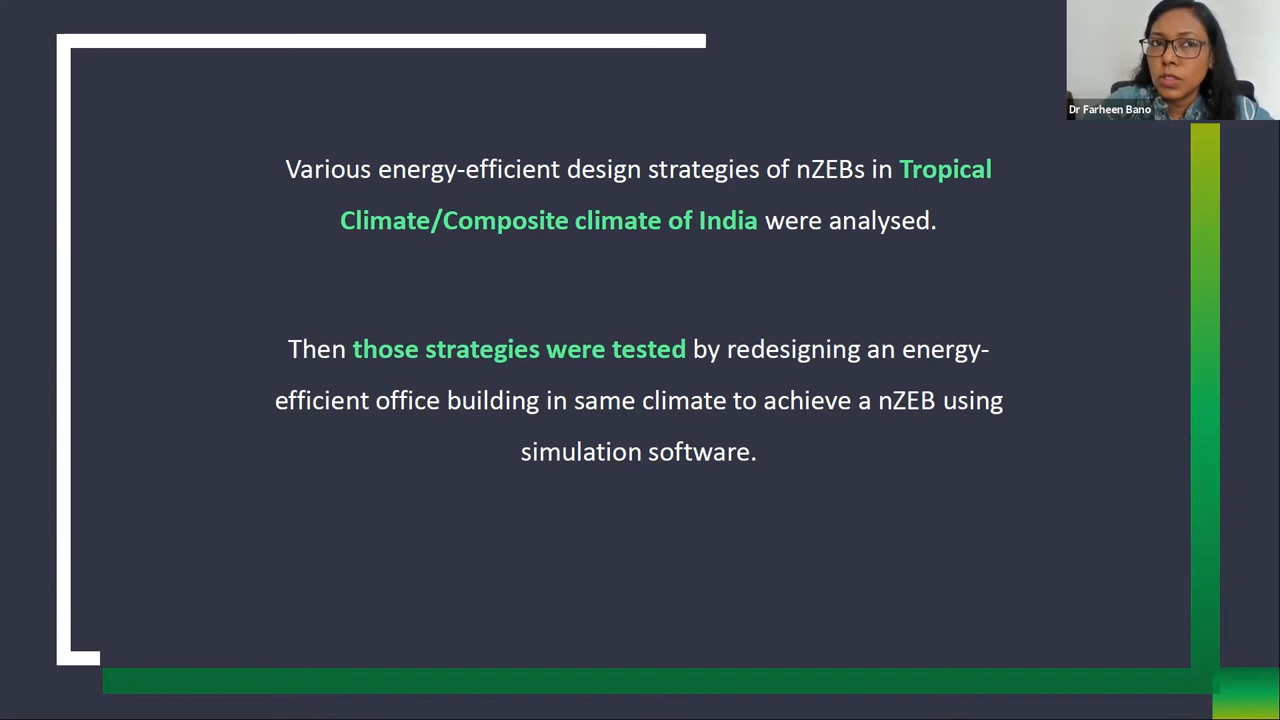 Dr Farheen Bano
Various energy-efficient design strategies of nZEBs in Tropical
Climate/Composite climate of India were analysed.
Then those strategies were tested by redesigning an energy-
efficient office building in same climate to achieve a nZEB using
simulation software.